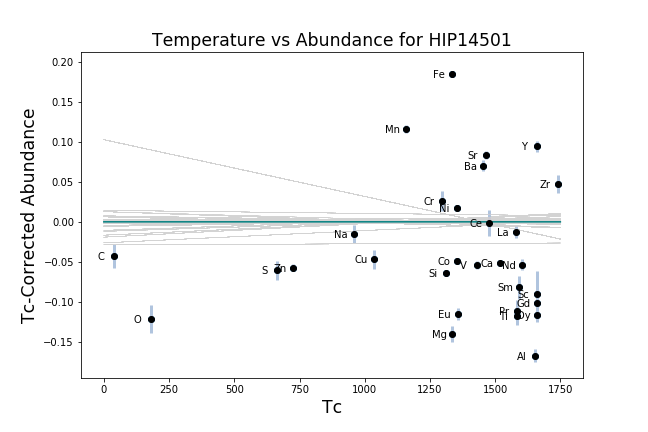 Temperature vs Abundance for HIP14501
Tc-Corrected Abundance
0.20
0.15
0.10
0.05
0.00
−0.05
−0.10
−0.15
Fe
Mn
Y
Sr
Ba
Zr
Cr
Ni
Ce
La
Na
C
Cu
Co
V
Ca
Nd
S
Zn
Si
Sm
Sc
Gd
Pr
Ti
Dy
Eu
O
Mg
Al
0
250
500
750
1000
1250
1500
1750
Tc